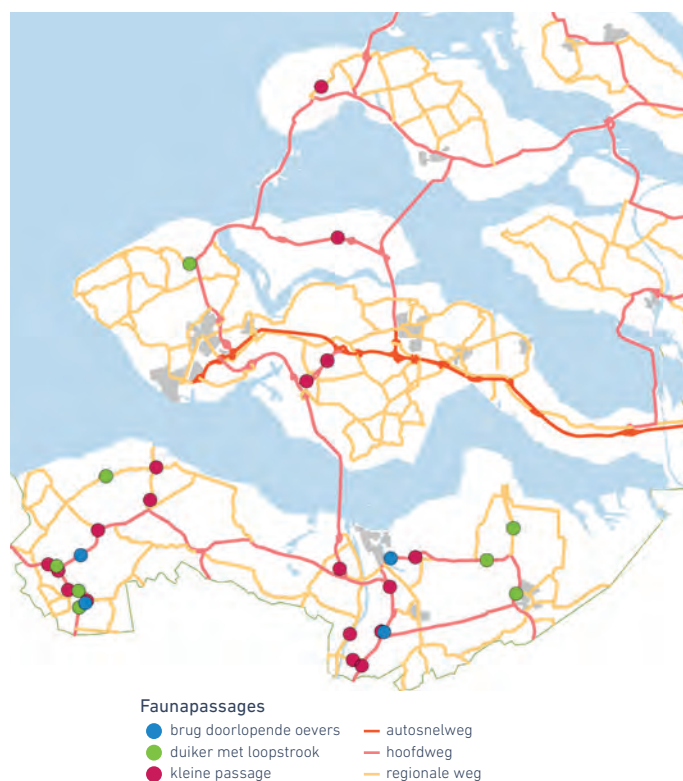 Faunapassages
brug doorlopende oevers
duiker met loopstrook
kleine passage
autosnelweg
hoofdweg
regionale weg